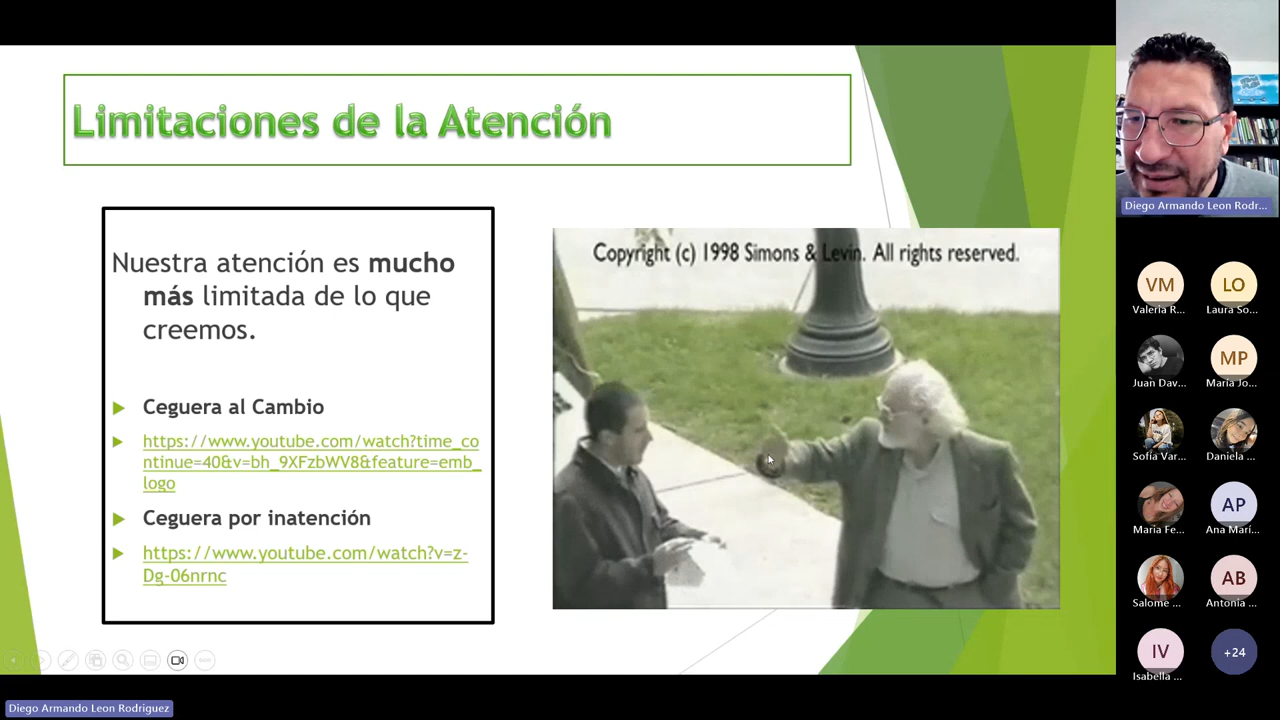 Limitaciones de la Atención
Nuestra atención es mucho
más limitada de lo que
creemos.
Ceguera al Cambio
https://www.youtube.com/watch?time_co
ntinue=40&v=bh_9XFzbWV8&feature=emb_
logo
Ceguera por inatención
https://www.youtube.com/watch?v=z-
Dg-06nrnc
Copyright (c) 1998 Simons & Levin. All rights reserved.
Diego Armando Leon Rodr...
VM
Valeria R...
LO
Laura So...
Juan Dav...
MP
María Jo...
Sofía Var...
Daniela ...
Maria Fe...
AP
Ana Marí...
Salome ...
AB
Antonia ...
IV
Isabella ...
+24
Diego Armando Leon Rodriguez